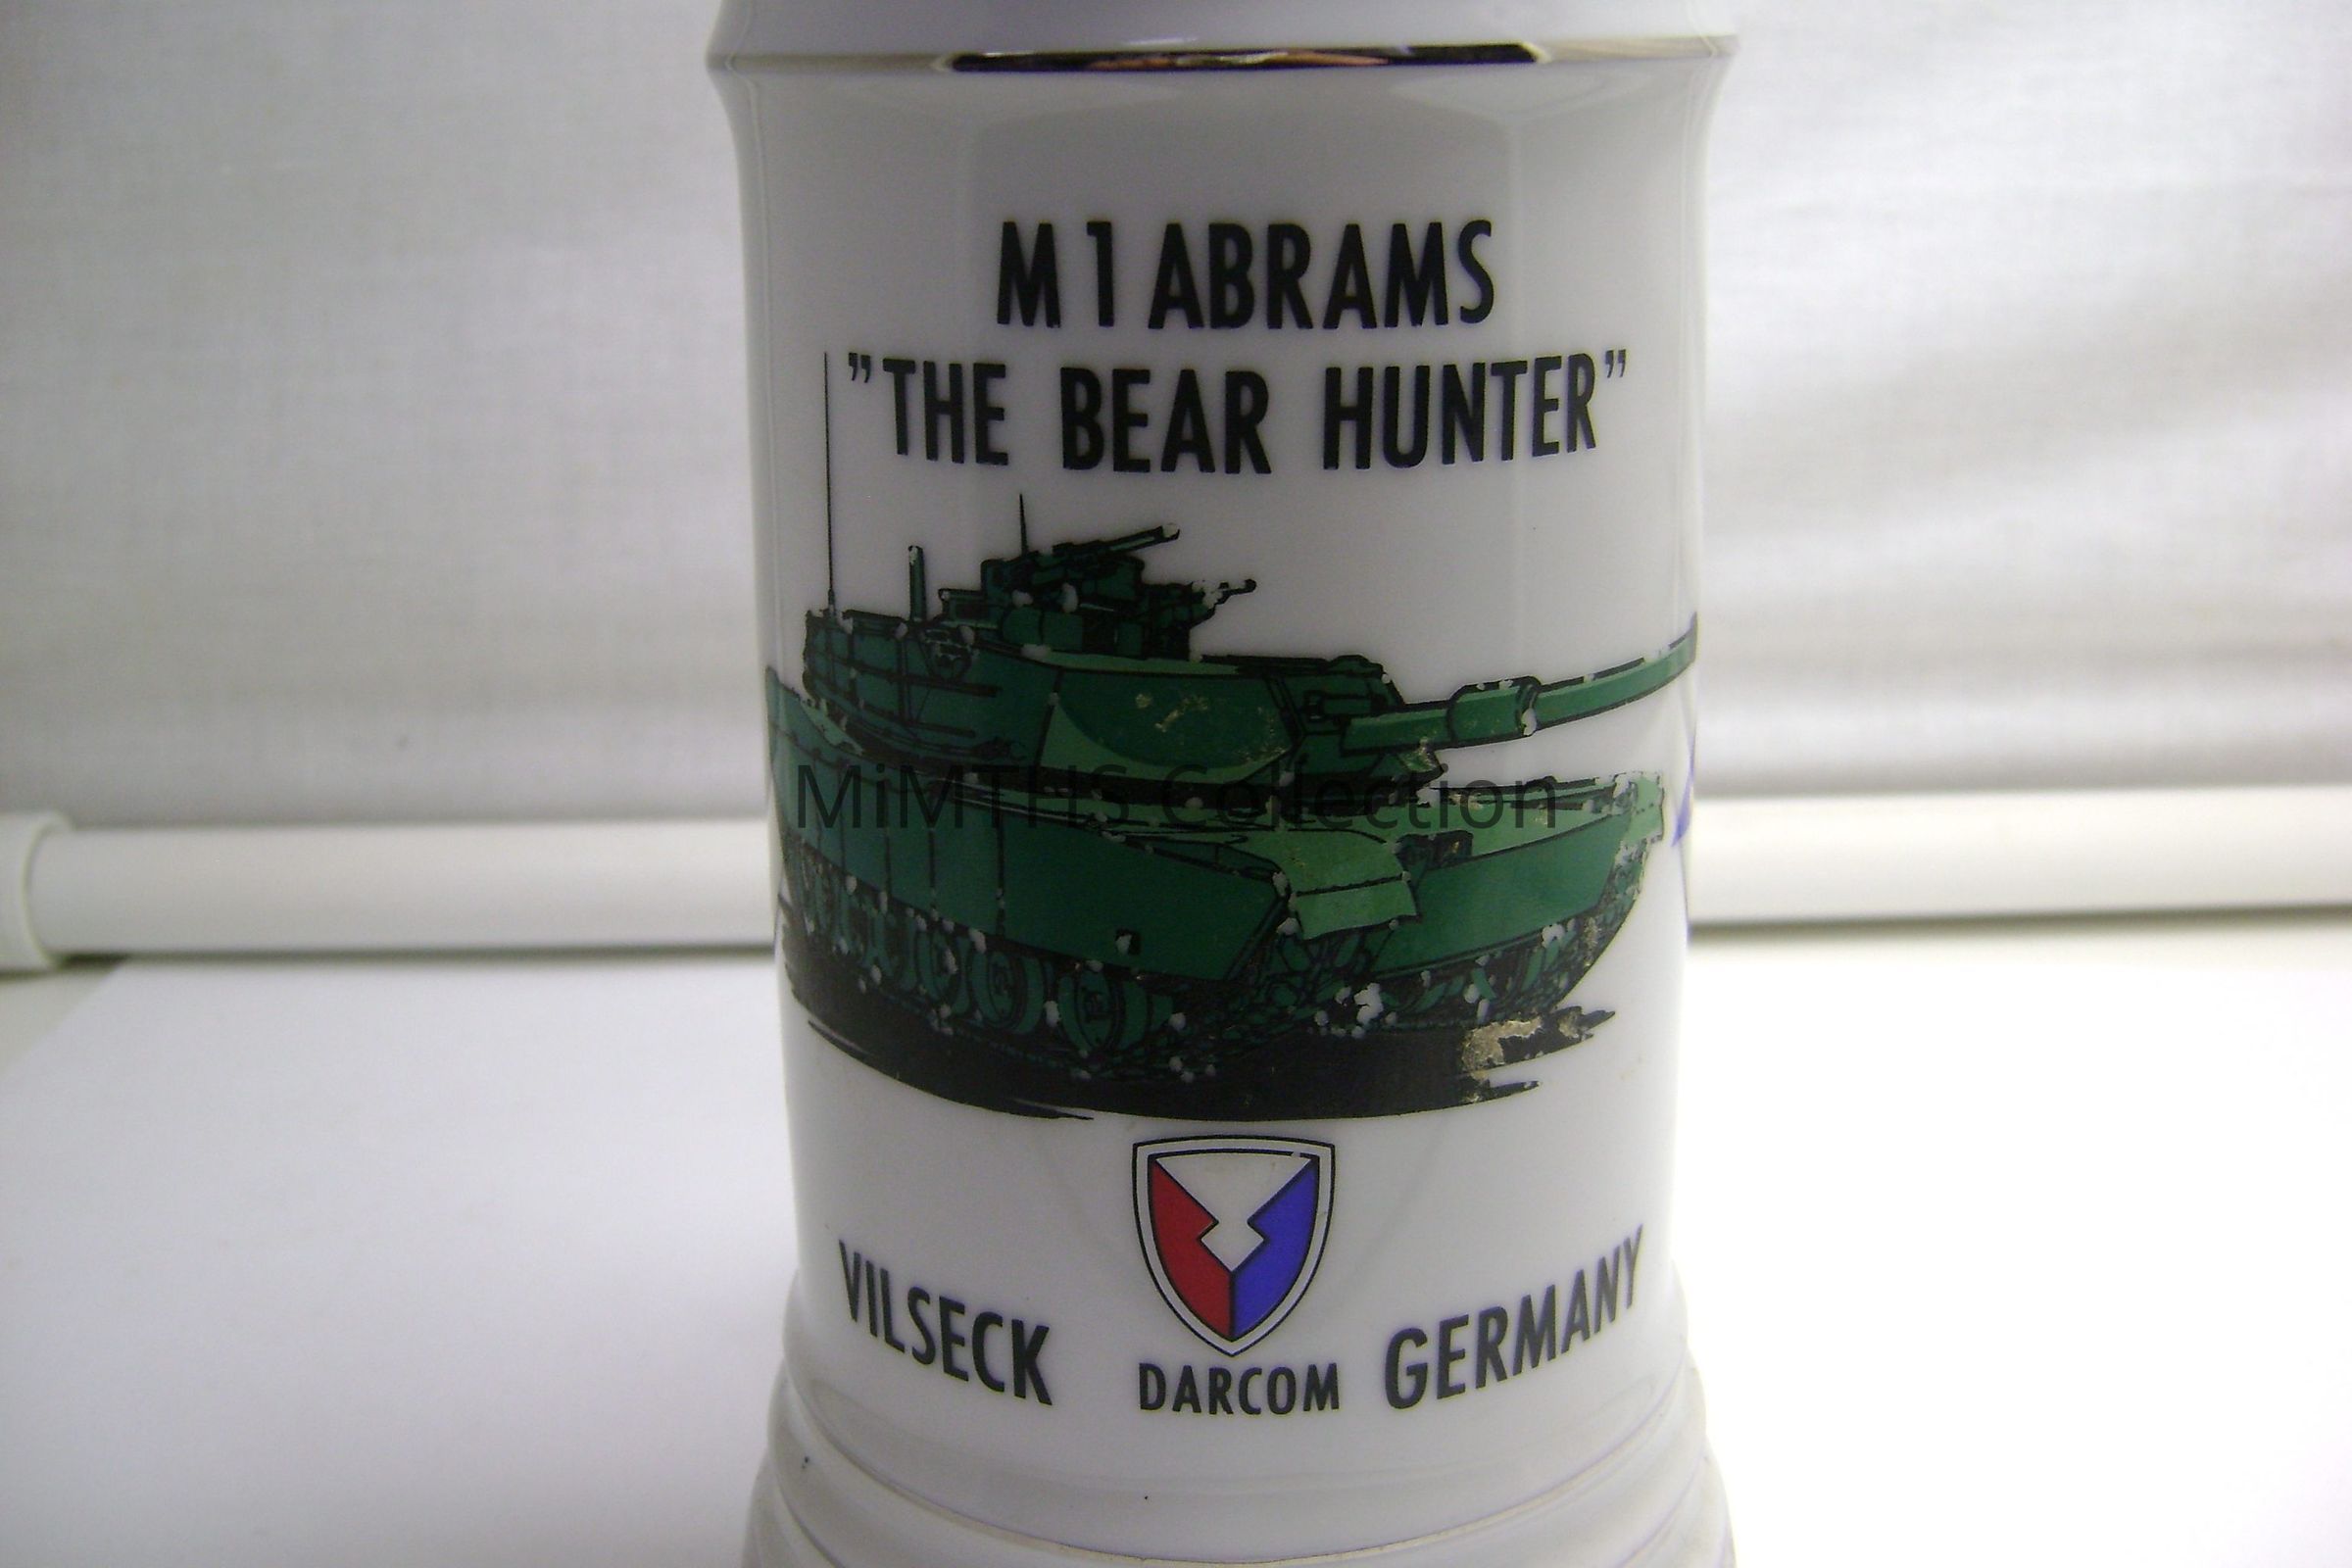 M1 ABRAMS
”THE BEAR HUNTER”
MiMTHS Collection
VILSECK DARCOM GERMANY